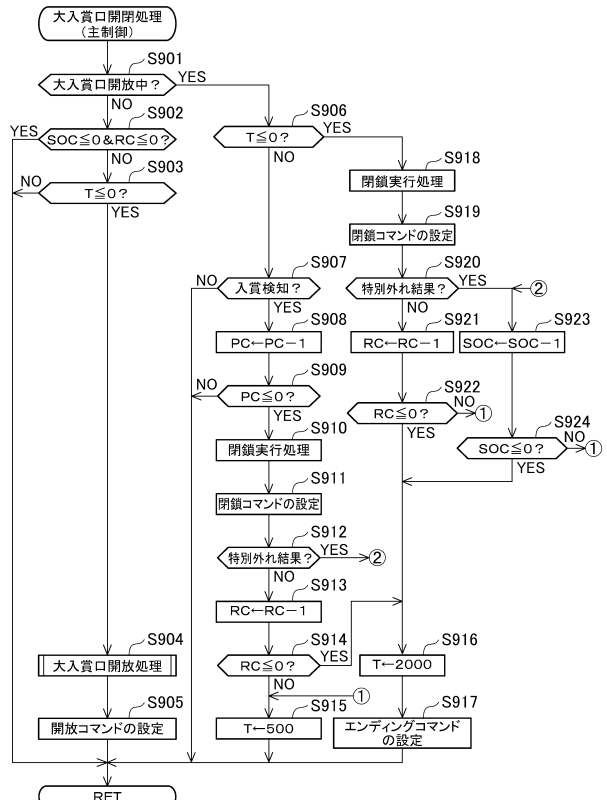 大入賞口開閉処理
(主制御)
S901
大入賞口開放中?
YES
NO
S902
YES
SOC≦0&RC≦0?
NO
S903
NO
T≦0?
YES
S906
T≦0?
YES
NO
S918
閉鎖実行処理
S919
閉鎖コマンドの設定
S907
NO
入賞検知?
YES
S920
特別外れ結果?
YES
NO
②
S908
PC←PC-1
S921
RC←RC-1
S923
SOC←SOC-1
S909
NO
PC≦0?
YES
S922
RC≦0?
NO
①
YES
S924
SOC≦0?
NO
①
YES
S910
閉鎖実行処理
S911
閉鎖コマンドの設定
S912
特別外れ結果?
YES
②
NO
S913
RC←RC-1
S914
RC≦0?
YES
NO
①
S904
大入賞口開放処理
S916
T←2000
S905
開放コマンドの設定
S915
T←500
S917
エンディングコマンド
の設定
RET